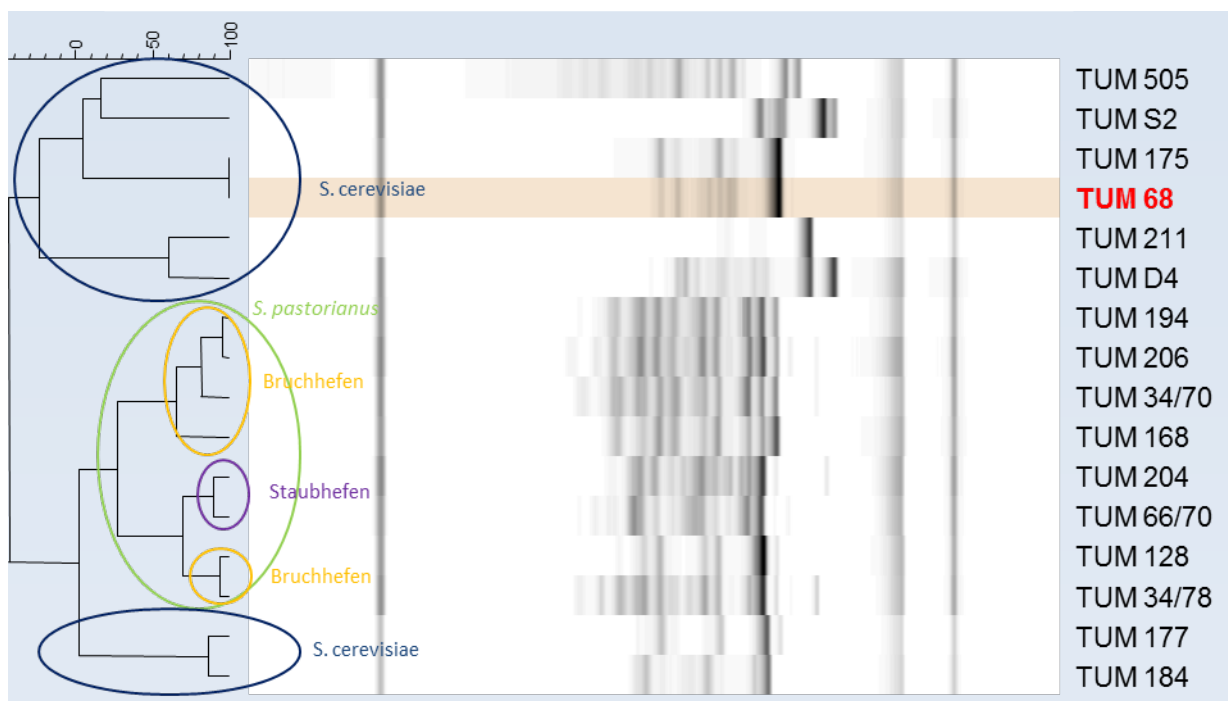 0
50
100
TUM 505
TUM S2
TUM 175
S. cerevisiae
TUM 68
TUM 211
TUM D4
S. pastorianus
TUM 194
TUM 206
Bruchhefen
TUM 34/70
TUM 168
TUM 204
Staubhefen
TUM 66/70
TUM 128
Bruchhefen
TUM 34/78
S. cerevisiae
TUM 177
TUM 184